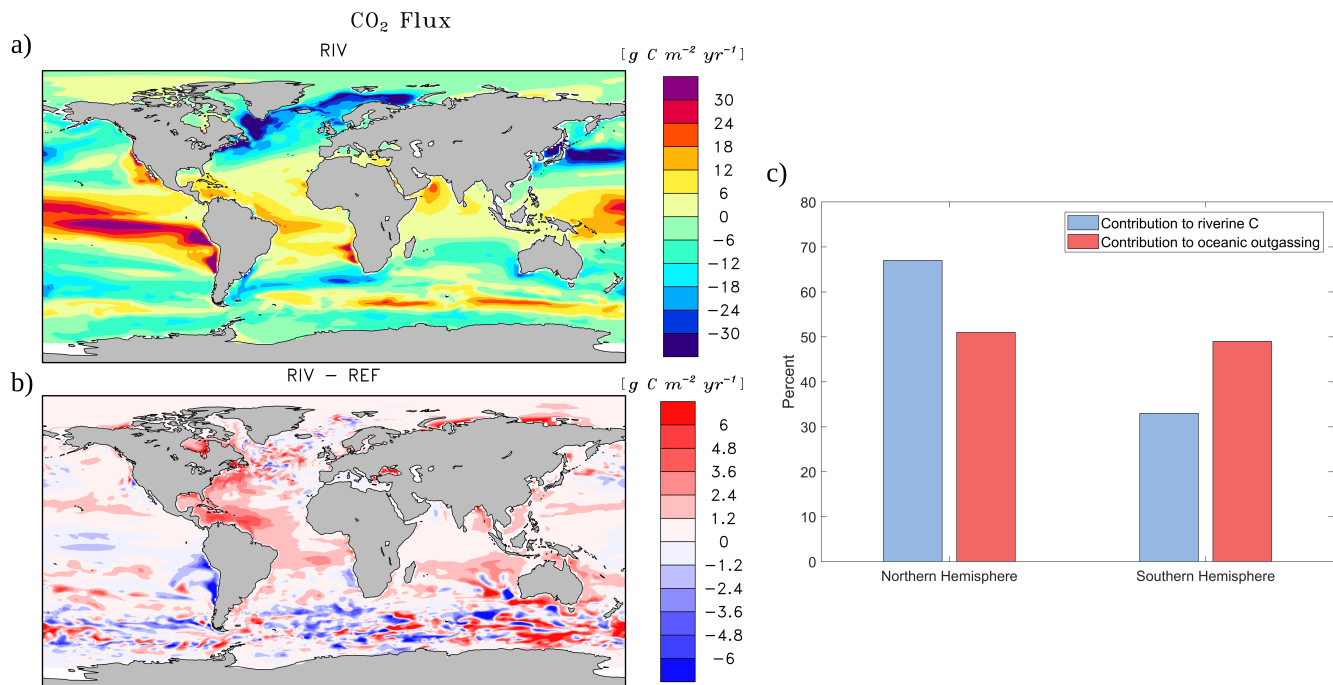 CO₂ Flux
a)
RIV
[g C m⁻² yr⁻¹]
30
24
18
12
6
0
−6
−12
−18
−24
−30
b)
RIV − REF
[g C m⁻² yr⁻¹]
6
4.8
3.6
2.4
1.2
0
−1.2
−2.4
−3.6
−4.8
−6
c)
80
70
60
50
40
30
20
10
0
Percent
Contribution to riverine C
Contribution to oceanic outgassing
Northern Hemisphere
Southern Hemisphere